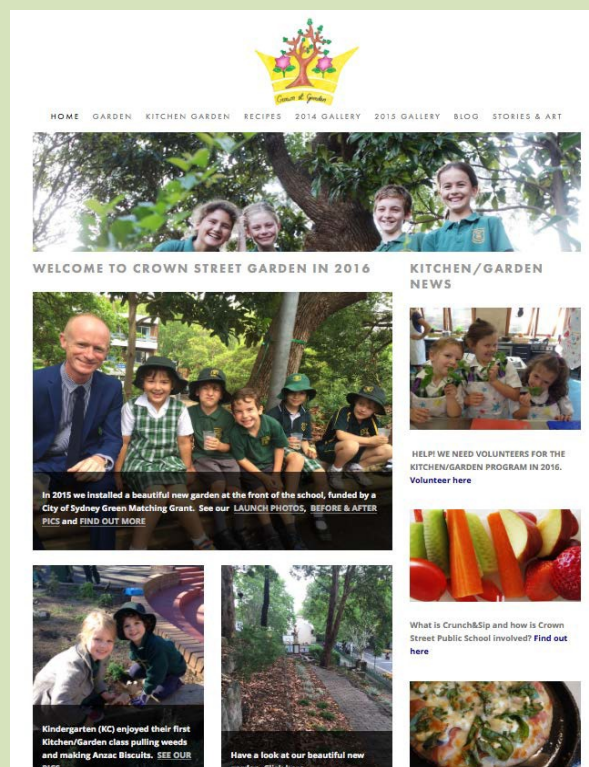 Crown St Garden
HOME GARDEN KITCHEN GARDEN RECIPES 2014 GALLERY 2015 GALLERY BLOG STORIES & ART
WELCOME TO CROWN STREET GARDEN IN 2016
In 2015 we installed a beautiful new garden at the front of the school, funded by a
City of Sydney Green Matching Grant. See our LAUNCH PHOTOS, BEFORE & AFTER
PICS and FIND OUT MORE
Kindergarten (KC) enjoyed their first
Kitchen/Garden class pulling weeds
and making Anzac Biscuits. SEE OUR
PICS
Have a look at our beautiful new
garden. Click here
KITCHEN/GARDEN
NEWS
HELP! WE NEED VOLUNTEERS FOR THE
KITCHEN/GARDEN PROGRAM IN 2016.
Volunteer here
What is Crunch&Sip and how is Crown
Street Public School involved? Find out
here